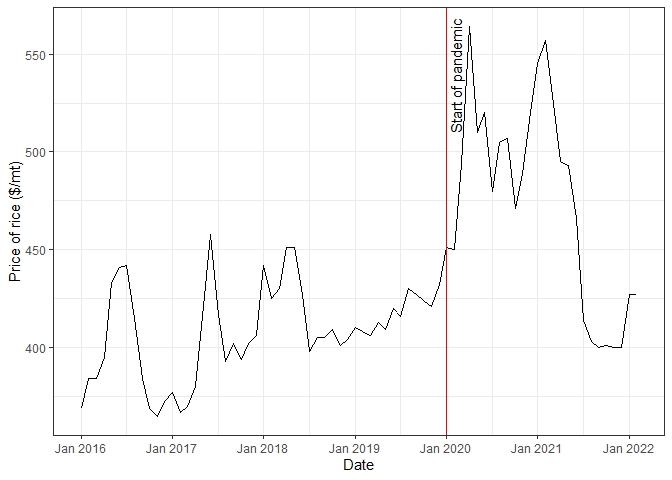 Start of pandemic
550
500
450
400
Price of rice ($/mt)
Jan 2016
Jan 2017
Jan 2018
Jan 2019
Jan 2020
Jan 2021
Jan 2022
Date